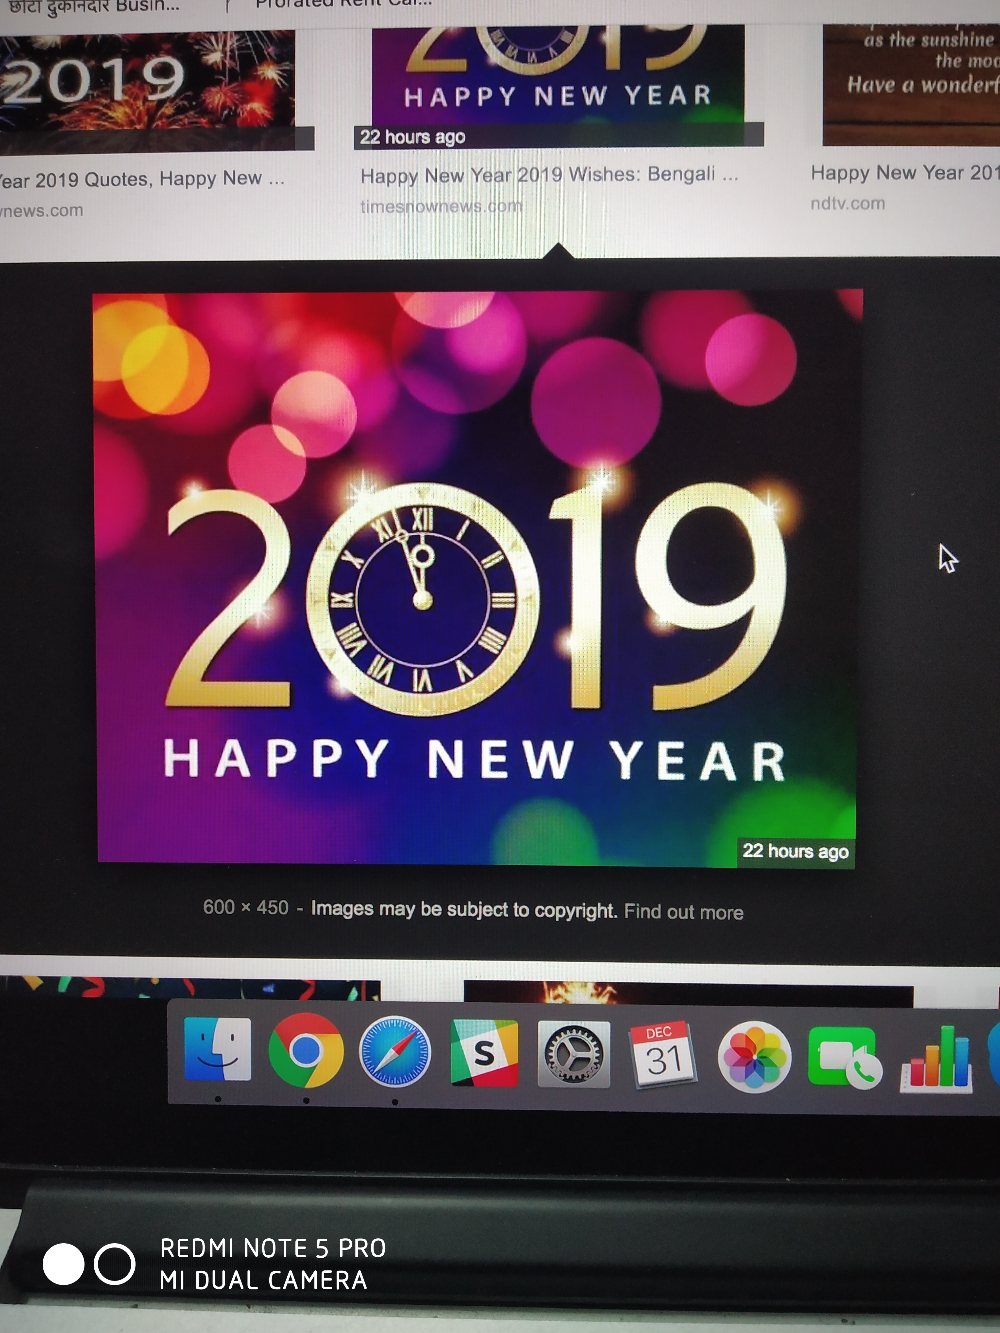 छोटा दुकानदार Busin...
Prorated Rent Cal...
2019
2019
HAPPY NEW YEAR
22 hours ago
as the sunshine
the moo
Have a wonderf
Year 2019 Quotes, Happy New ...
vnews.com
Happy New Year 2019 Wishes: Bengali ...
timesnownews.com
Happy New Year 201
ndtv.com
2019
XII
I
II
III
IIII
V
VI
VII
VIII
IX
X
XI
HAPPY NEW YEAR
22 hours ago
600 × 450 - Images may be subject to copyright. Find out more
S
DEC
31
REDMI NOTE 5 PRO
MI DUAL CAMERA